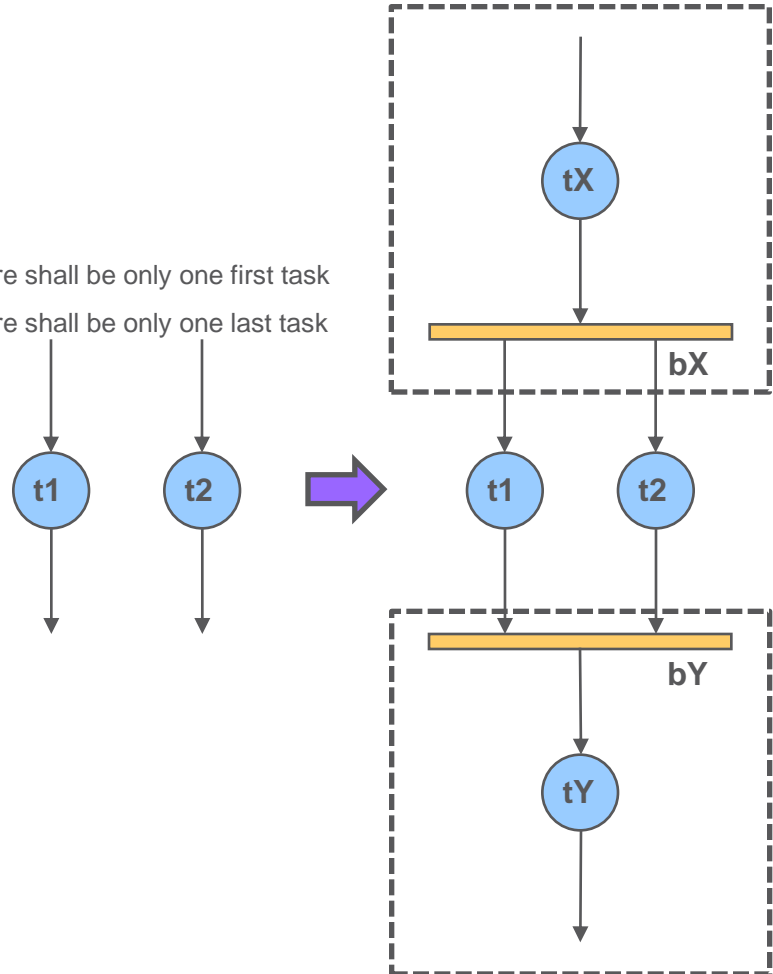 tX
re shall be only one first task
re shall be only one last task
bX
t1 t2 t1 t2
bY
tY